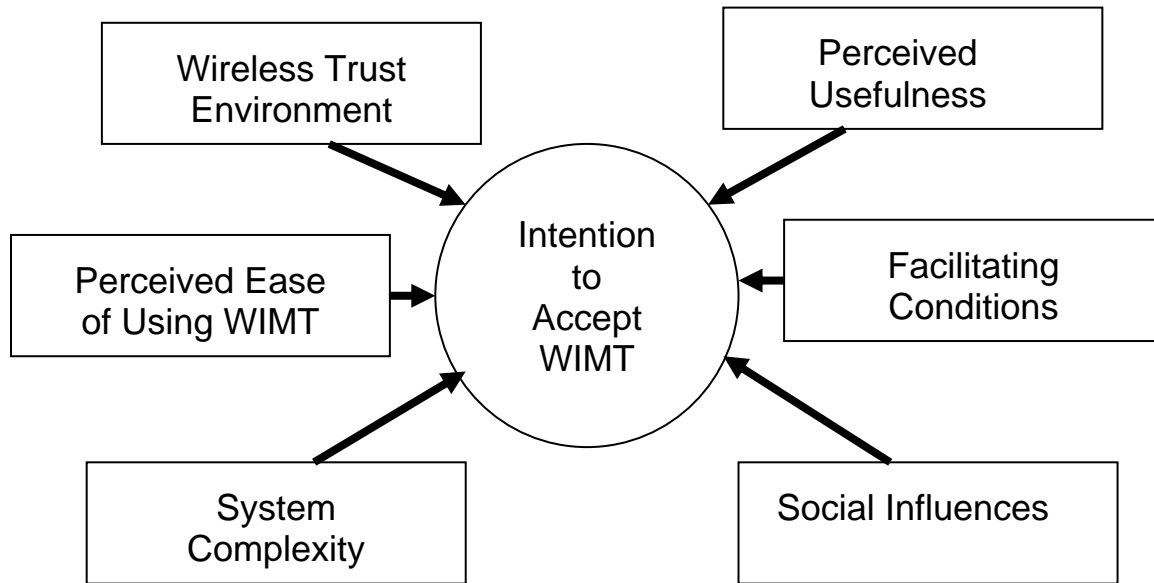 Wireless Trust
Environment
Perceived
Usefulness
Perceived Ease
of Using WIMT
Intention
to
Accept
WIMT
Facilitating
Conditions
System
Complexity
Social Influences